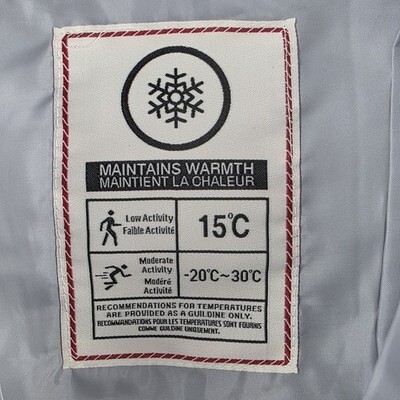 MAINTAINS WARMTH
MAINTIENT LA CHALEUR
Low Activity
Faible Activité
15°C
Moderate
Activity
Modéré
Activité
-20°C~30°C
RECOMMENDATIONS FOR TEMPERATURES
ARE PROVIDED AS A GUILDINE ONLY.
RECOMMANDATIONS POUR LES TEMPERATURES SONT FOURNIS
COMME GUILDINE UNIQUEMENT.